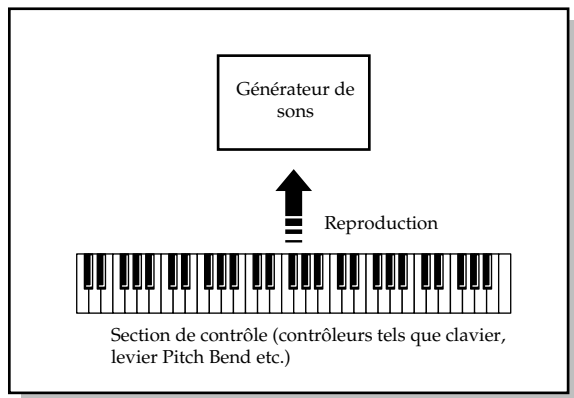 Générateur de
sons
Reproduction
Section de contrôle (contrôleurs tels que clavier,
levier Pitch Bend etc.)